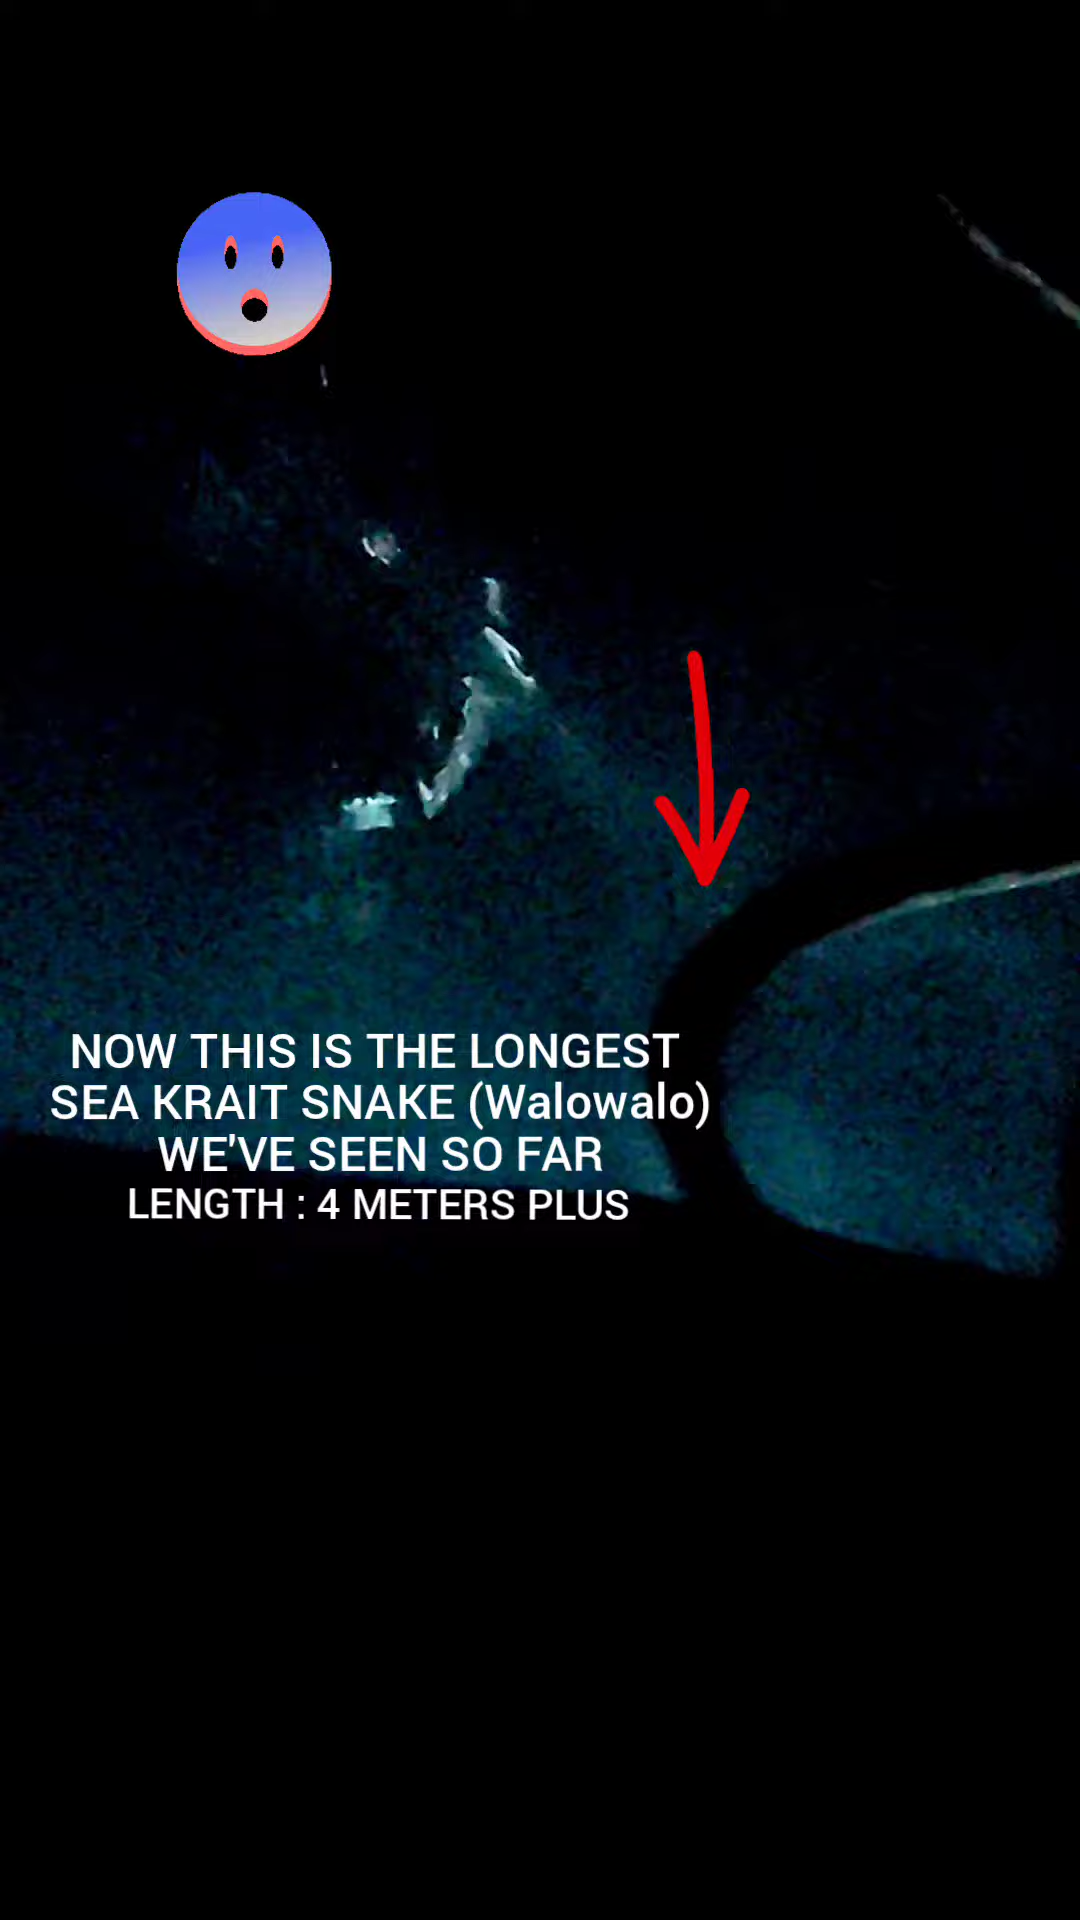 NOW THIS IS THE LONGEST
SEA KRAIT SNAKE (Walowalo)
WE'VE SEEN SO FAR
LENGTH : 4 METERS PLUS